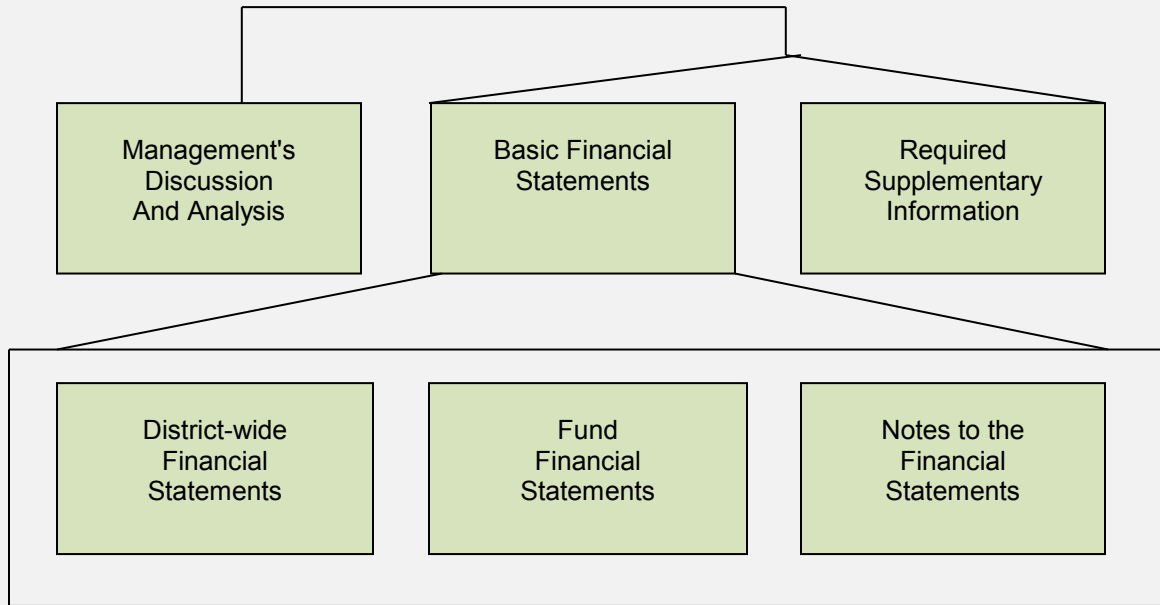 Management's
Discussion
And Analysis
Basic Financial
Statements
Required
Supplementary
Information
District-wide
Financial
Statements
Fund
Financial
Statements
Notes to the
Financial
Statements